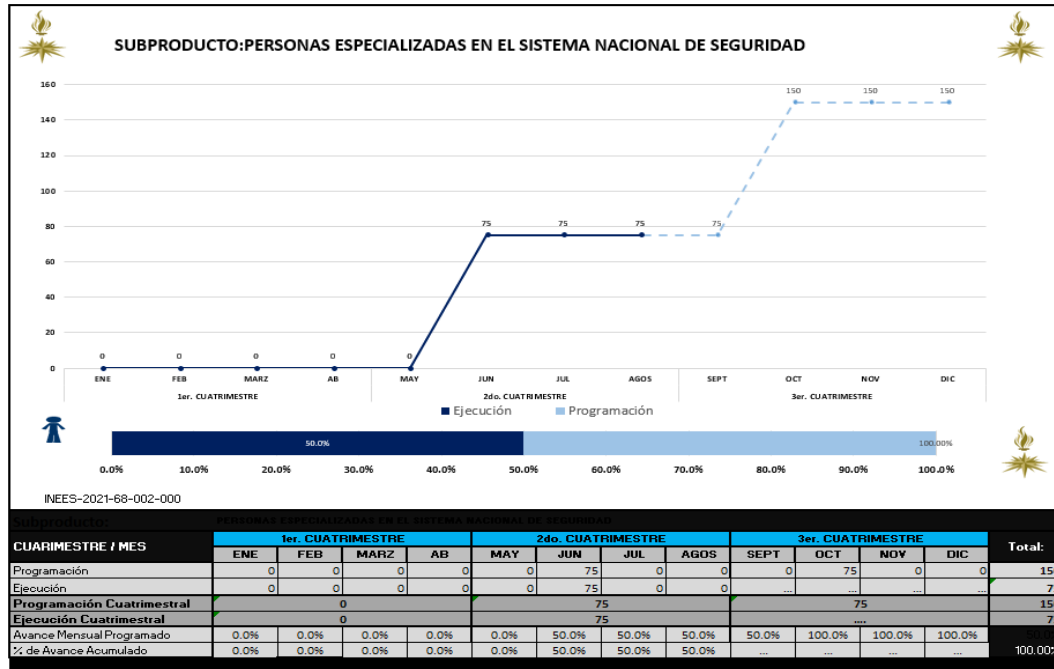 SUBPRODUCTO:PERSONAS ESPECIALIZADAS EN EL SISTEMA NACIONAL DE SEGURIDAD
160
140
120
100
80
60
40
20
0
0 0 0 0 0 75 75 75 75 150 150 150
ENE FEB MARZ AB MAY JUN JUL AGOS SEPT OCT NOV DIC
1er. CUATRIMESTRE 2do. CUATRIMESTRE 3er. CUATRIMESTRE
Ejecución Programación
50.0% 100.00%
0.0% 10.0% 20.0% 30.0% 40.0% 50.0% 60.0% 70.0% 80.0% 90.0% 100.0%
INEES-2021-68-002-000
Subproducto: PERSONAS ESPECIALIZADAS EN EL SISTEMA NACIONAL DE SEGURIDAD
CUARIMESTRE / MES 1er. CUATRIMESTRE 2do. CUATRIMESTRE 3er. CUATRIMESTRE Total:
ENE FEB MARZ AB MAY JUN JUL AGOS SEPT OCT NOV DIC
Programación 0 0 0 0 0 75 0 0 0 75 0 0 15
Ejecución 0 0 0 0 0 75 0 0 ... ... ... ... 7
Programación Cuatrimestral 0 75 75 15
Ejecución Cuatrimestral 0 75 .... 7
Avance Mensual Programado 0.0% 0.0% 0.0% 0.0% 0.0% 50.0% 50.0% 50.0% 50.0% 100.0% 100.0% 100.0%
% de Avance Acumulado 0.0% 0.0% 0.0% 0.0% 0.0% 50.0% 50.0% 50.0% ... ... ... ... 100.00%